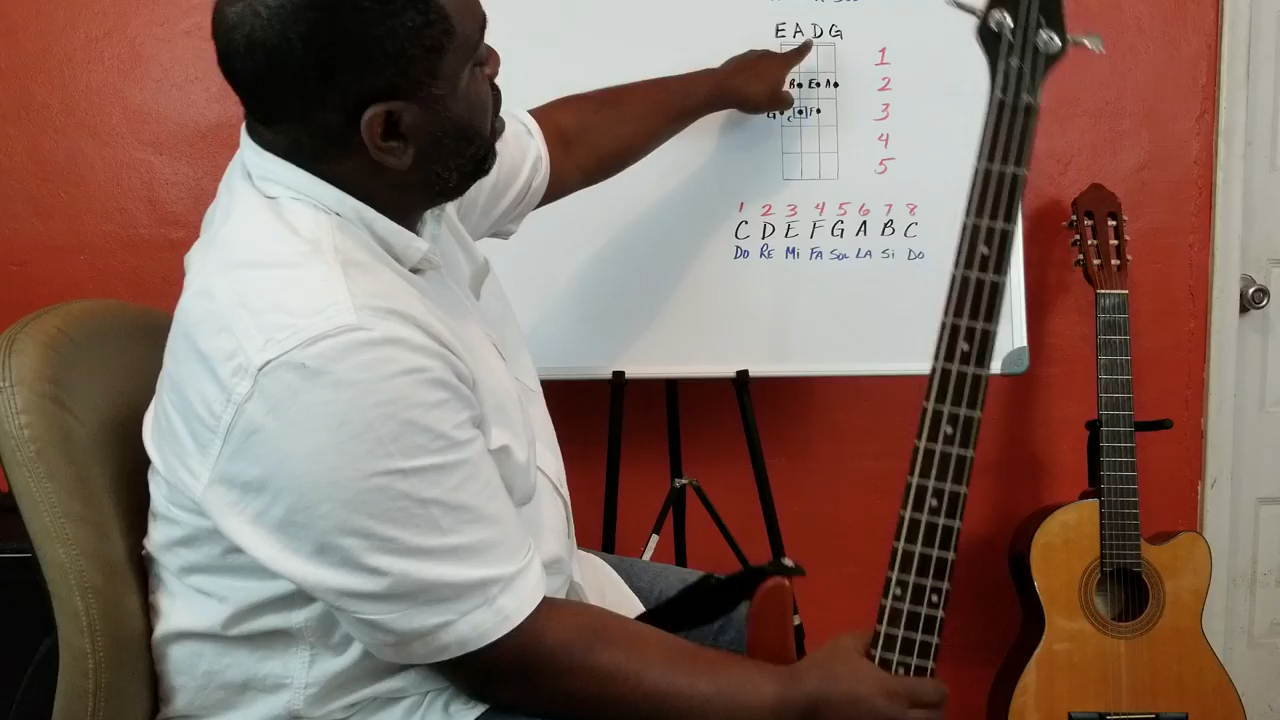 E A D G
1
B E A 2
G C F 3
4
5
1 2 3 4 5 6 7 8
C D E F G A B C
DO RE Mi FA SOL LA Si DO